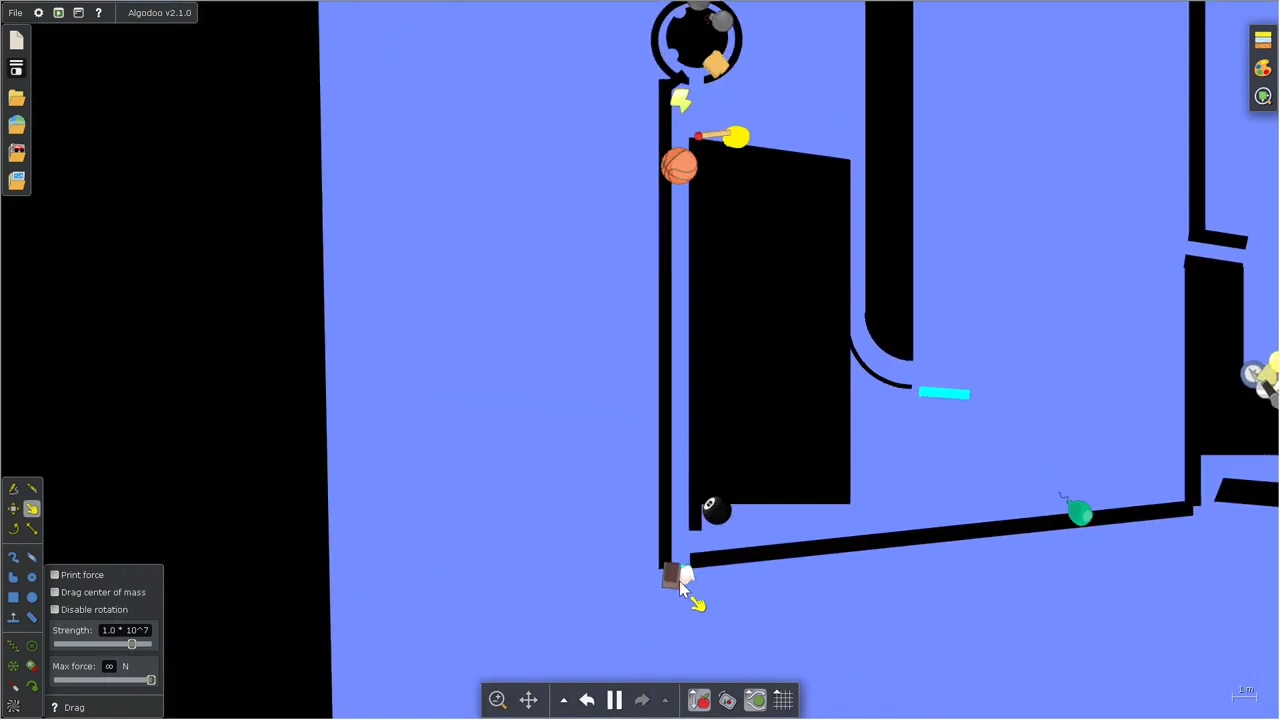 File ? Algodoo v2.1.0
Print force
Drag center of mass
Disable rotation
Strength: 1.0 * 10^7
Max force: ∞ N
? Drag
1 m